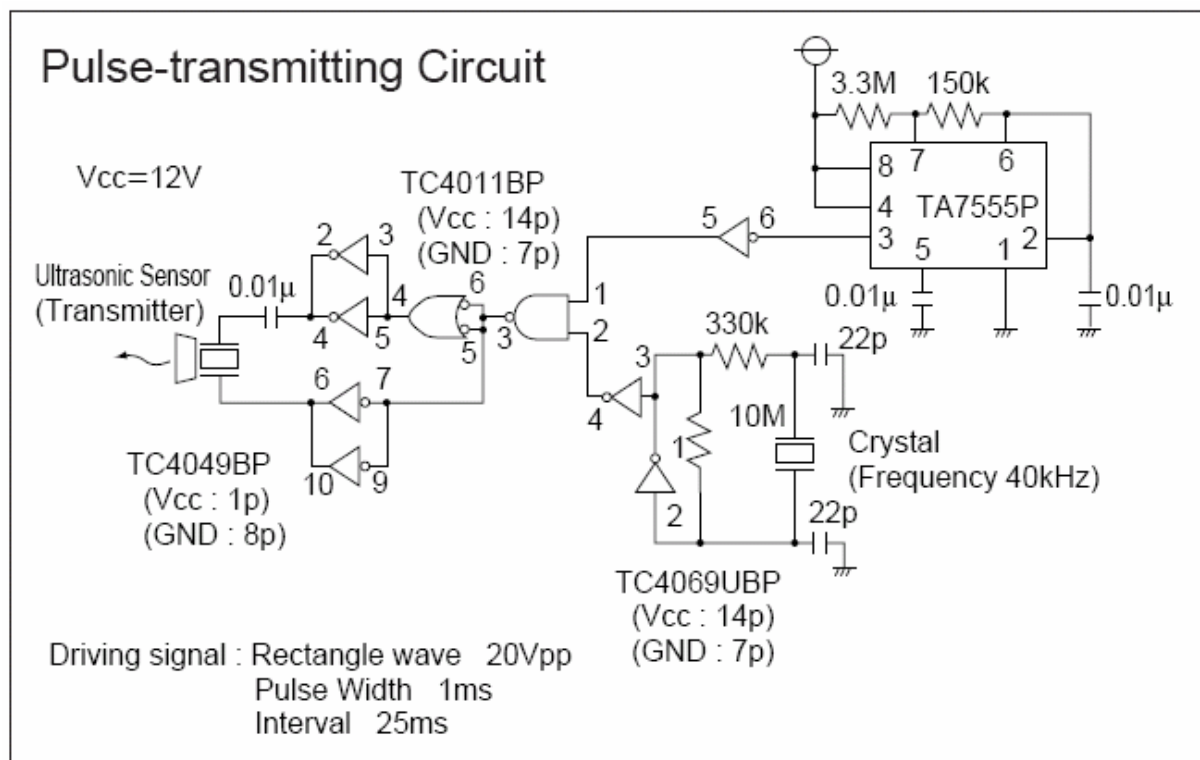 Pulse-transmitting Circuit
Vcc=12V
3.3M 150k
8 7 6
4 TA7555P
3 5 1 2
0.01μ 0.01μ
TC4011BP
(Vcc : 14p)
(GND : 7p)
5 6
Ultrasonic Sensor
(Transmitter)
0.01μ
2 3
4 5
4 6
5 3
1
2
6 7
10 9
TC4049BP
(Vcc : 1p)
(GND : 8p)
330k 22p
3
4
10M
1
2
Crystal
(Frequency 40kHz)
22p
TC4069UBP
(Vcc : 14p)
(GND : 7p)
Driving signal : Rectangle wave 20Vpp
Pulse Width 1ms
Interval 25ms